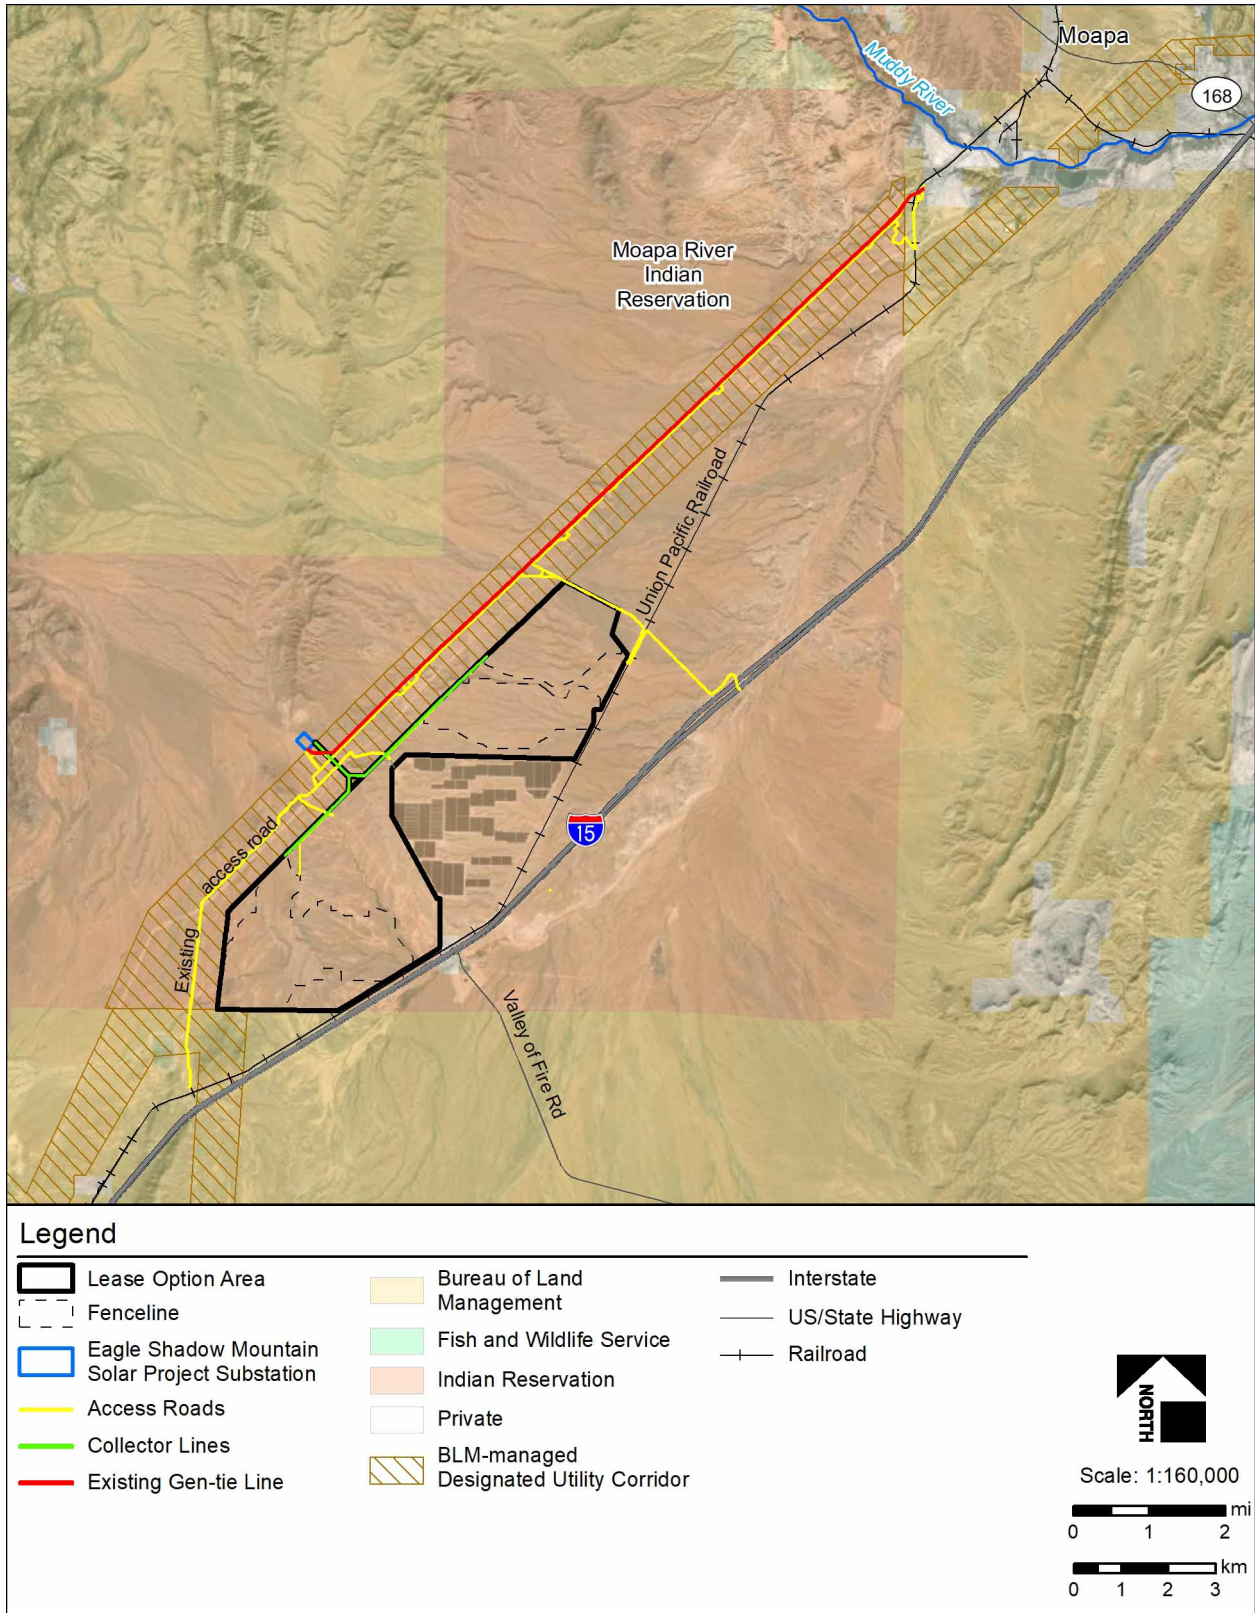 Moapa
Muddy River
168
Moapa River
Indian
Reservation
Union Pacific Railroad
15
access road
Existing
Valley of Fire Rd
Legend
Lease Option Area
Fenceline
Eagle Shadow Mountain
Solar Project Substation
Access Roads
Collector Lines
Existing Gen-tie Line
Bureau of Land
Management
Fish and Wildlife Service
Indian Reservation
Private
BLM-managed
Designated Utility Corridor
Interstate
US/State Highway
Railroad
NORTH
Scale: 1:160,000
mi
0 1 2
km
0 1 2 3